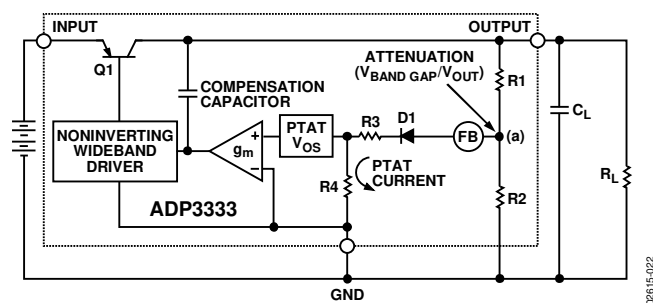 INPUT
OUTPUT
Q1
ATTENUATION
(VBAND GAP/VOUT)
R1
COMPENSATION
CAPACITOR
CL
NONINVERTING
WIDEBAND
DRIVER
gm
+
−
PTAT
VOS
R3
D1
FB
(a)
R4
PTAT
CURRENT
R2
RL
ADP3333
GND
02615-022